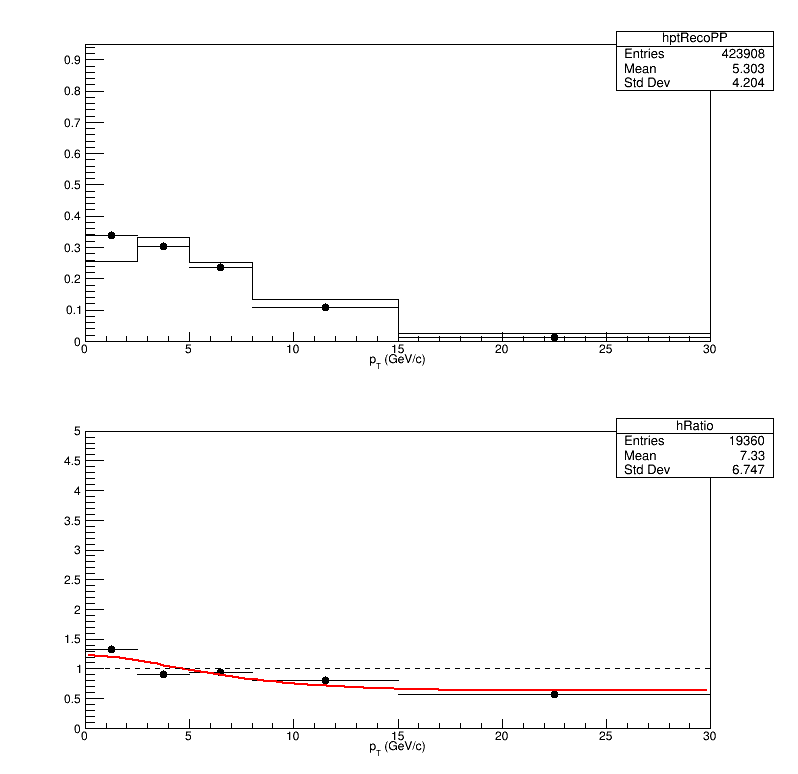 hptRecoPP
Entries 423908
Mean 5.303
Std Dev 4.204
0.9
0.8
0.7
0.6
0.5
0.4
0.3
0.2
0.1
0
0 5 10 15 20 25 30
p_T (GeV/c)
hRatio
Entries 19360
Mean 7.33
Std Dev 6.747
5
4.5
4
3.5
3
2.5
2
1.5
1
0.5
0
0 5 10 15 20 25 30
p_T (GeV/c)